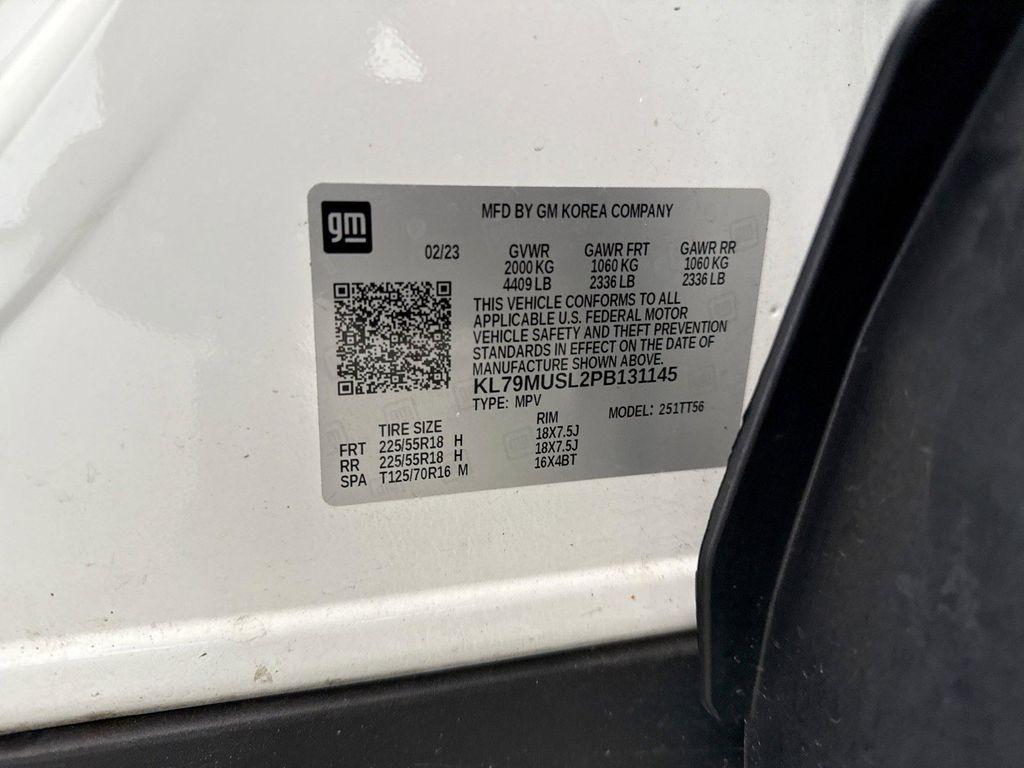 gm
MFD BY GM KOREA COMPANY
02/23 GVWR GAWR FRT GAWR RR
2000 KG 1060 KG 1060 KG
4409 LB 2336 LB 2336 LB
THIS VEHICLE CONFORMS TO ALL
APPLICABLE U.S. FEDERAL MOTOR
VEHICLE SAFETY AND THEFT PREVENTION
STANDARDS IN EFFECT ON THE DATE OF
MANUFACTURE SHOWN ABOVE.
KL79MUSL2PB131145
TYPE: MPV MODEL: 251TT56
TIRE SIZE RIM
FRT 225/55R18 H 18X7.5J
RR 225/55R18 H 18X7.5J
SPA T125/70R16 M 16X4BT